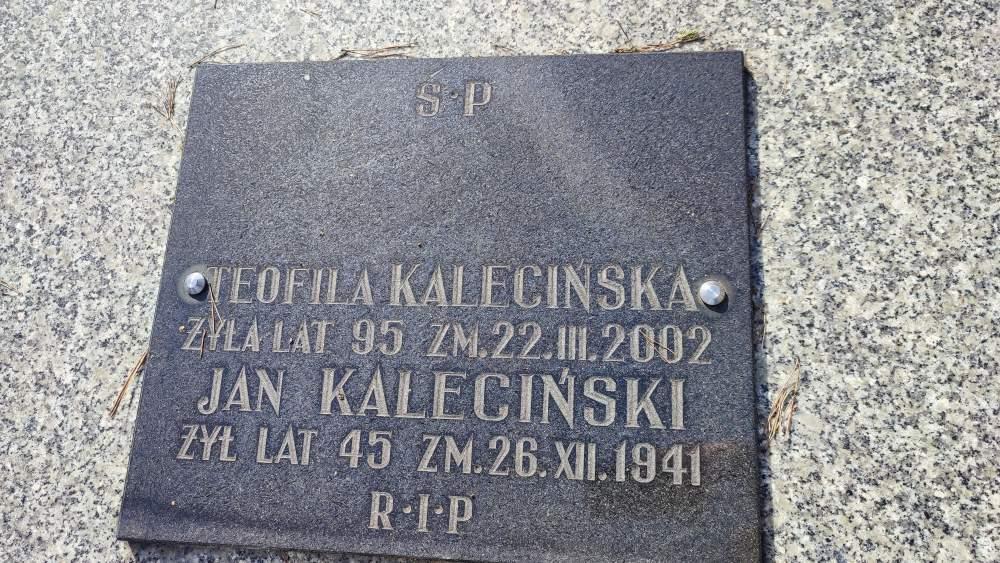 Ś·P
TEOFILA KALECIŃSKA
ŻYŁA LAT 95 ZM.22.III.2002
JAN KALECIŃSKI
ŻYŁ LAT 45 ZM.26.XII.1941
R·I·P